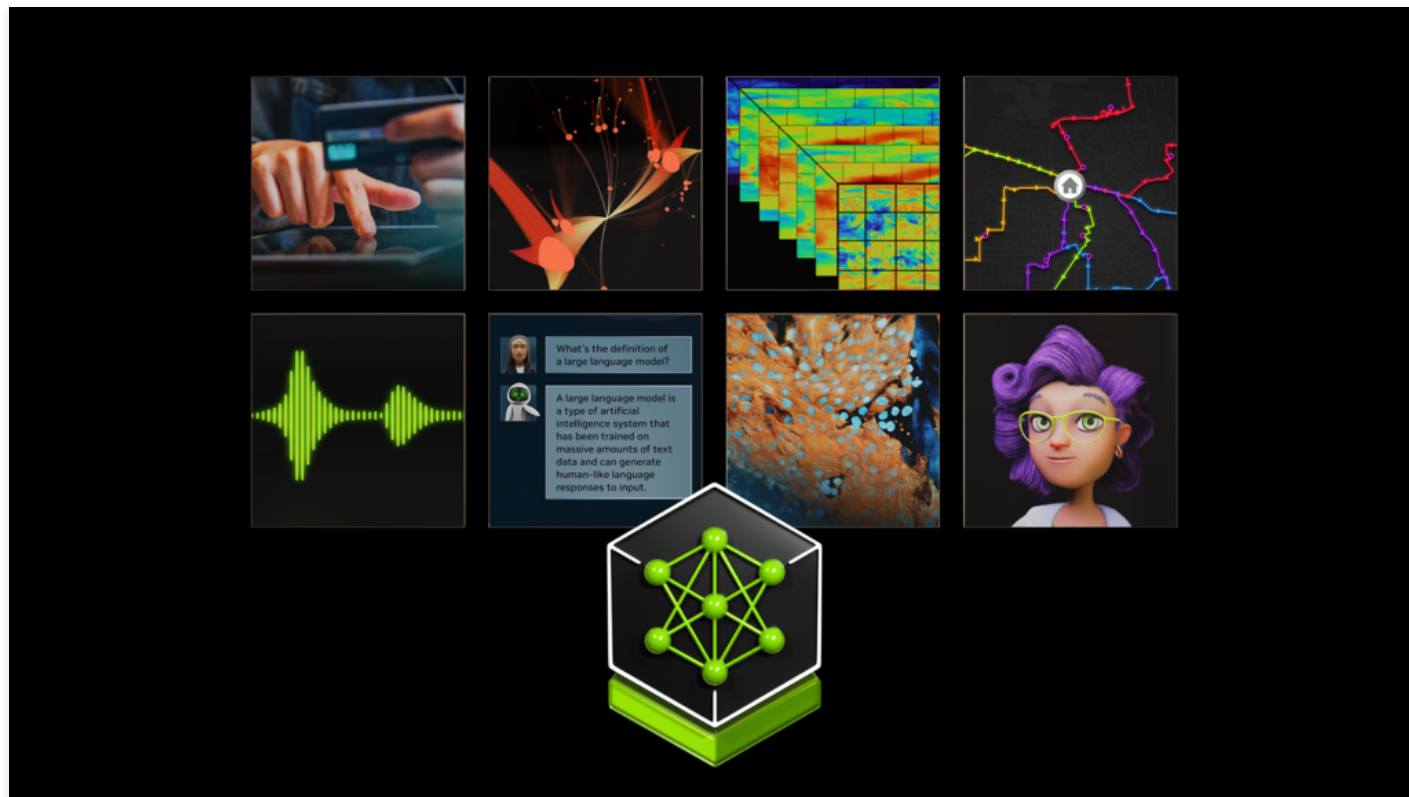 What's the definition of
a large language model?
A large language model is
a type of artificial
intelligence system that
has been trained on
massive amounts of text
data and can generate
human-like language
responses to input.